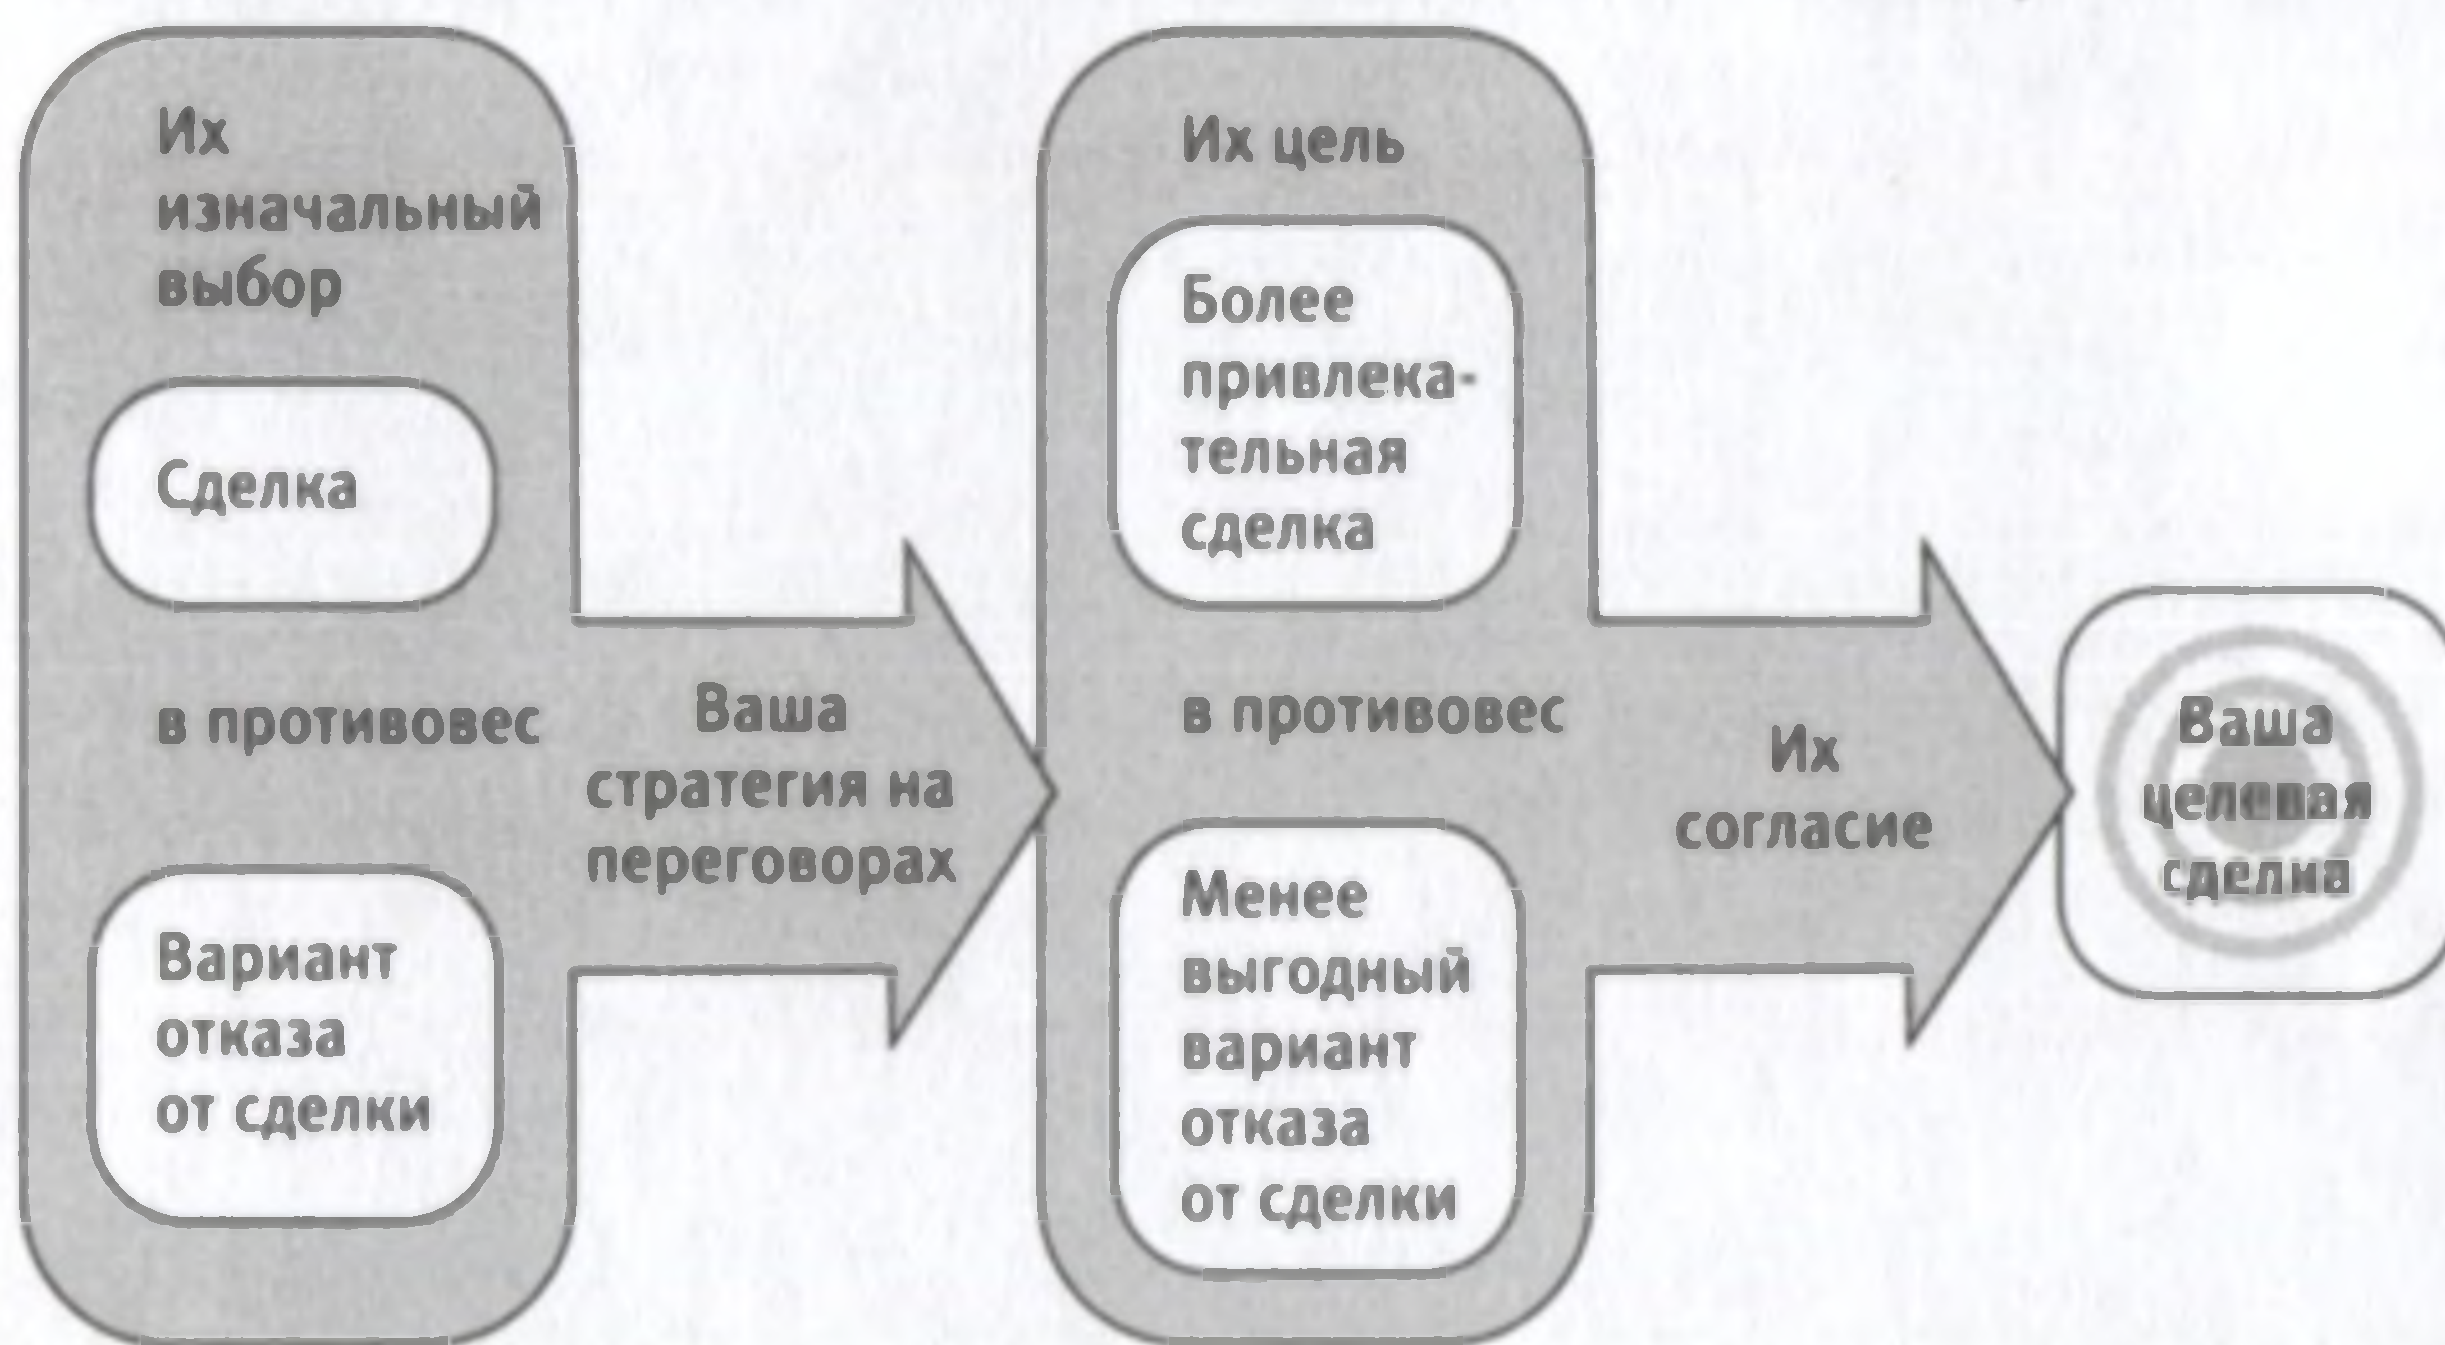 Их
изначальный
выбор
Сделка
в противовес
Вариант
отказа
от сделки
Ваша
стратегия на
переговорах
Их цель
Более
привлека-
тельная
сделка
в противовес
Менее
выгодный
вариант
отказа
от сделки
Их
согласие
Ваша
целевая
сделка